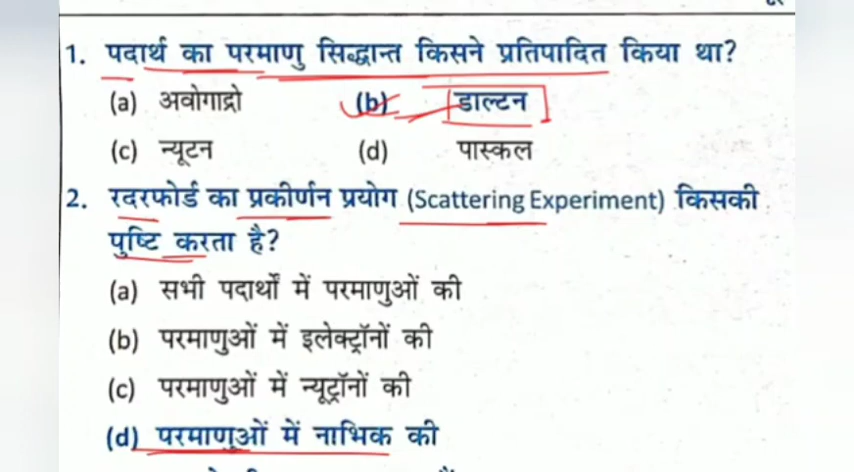 1. पदार्थ का परमाणु सिद्धान्त किसने प्रतिपादित किया था?
(a) अवोगाद्रो (b) डाल्टन
(c) न्यूटन (d) पास्कल
2. रदरफोर्ड का प्रकीर्णन प्रयोग (Scattering Experiment) किसकी
पुष्टि करता है?
(a) सभी पदार्थों में परमाणुओं की
(b) परमाणुओं में इलेक्ट्रॉनों की
(c) परमाणुओं में न्यूट्रॉनों की
(d) परमाणुओं में नाभिक की